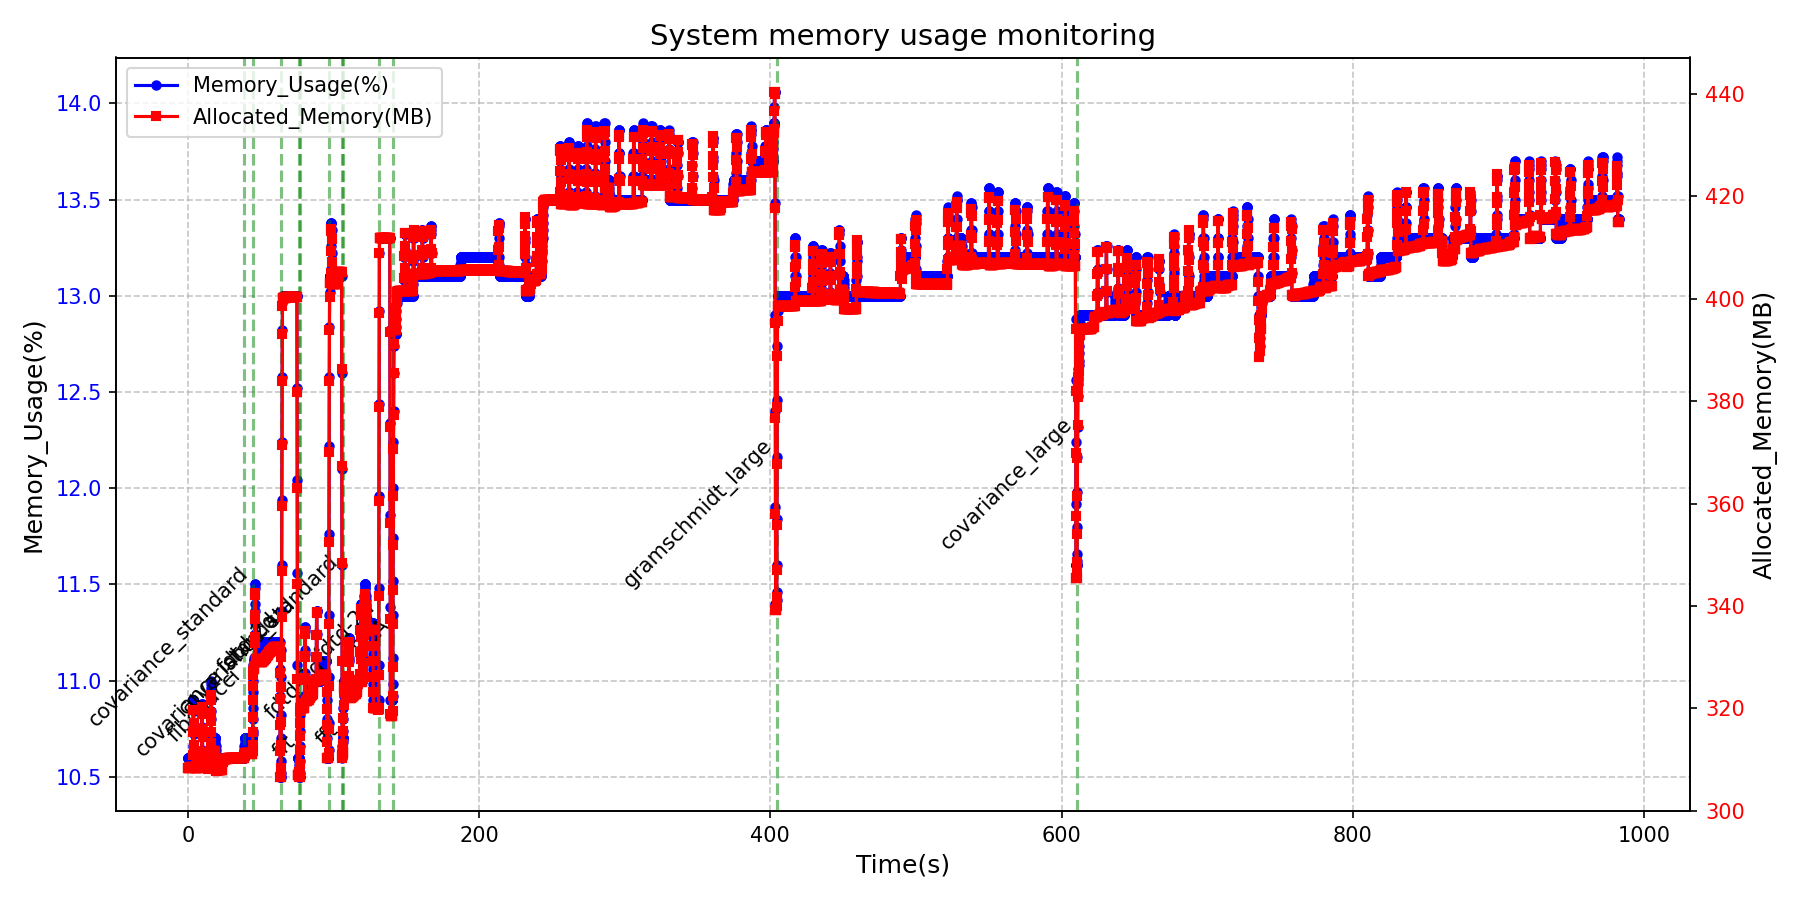 System memory usage monitoring
Memory_Usage(%)
Allocated_Memory(MB)
14.0
13.5
13.0
12.5
12.0
11.5
11.0
10.5
Memory_Usage(%)
440
420
400
380
360
340
320
300
Allocated_Memory(MB)
covariance_standard
gramschmidt_large
covariance_large
0
200
400
600
800
1000
Time(s)